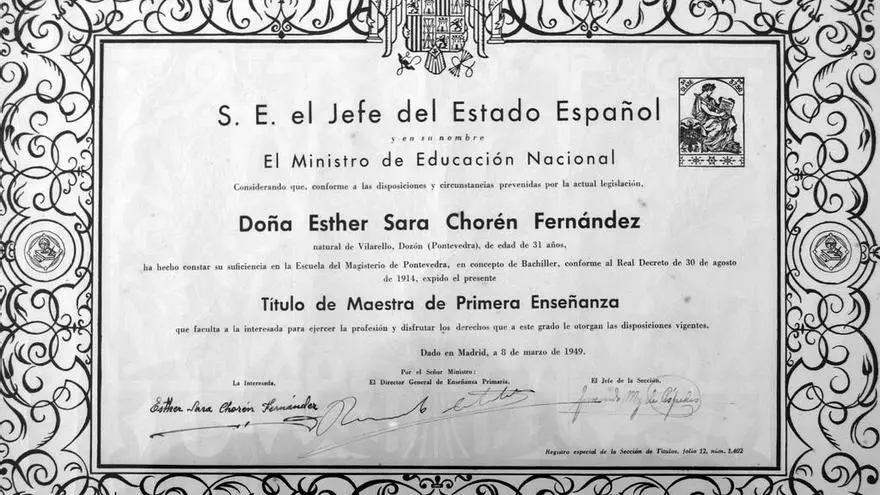 S. E. el Jefe del Estado Español
y en su nombre
El Ministro de Educación Nacional
Considerando que, conforme a las disposiciones y circunstancias prevenidas por la actual legislación,
Doña Esther Sara Chorén Fernández
natural de Vilarello, Dozón (Pontevedra), de edad de 31 años,
ha hecho constar su suficiencia en la Escuela del Magisterio de Pontevedra, en concepto de Bachiller, conforme al Real Decreto de 30 de agosto
de 1914, expido el presente
Título de Maestra de Primera Enseñanza
que faculta a la interesada para ejercer la profesión y disfrutar los derechos que a este grado le otorgan las disposiciones vigentes.
Dado en Madrid, a 8 de marzo de 1949.
Por el Señor Ministro:
La Interesada, El Director General de Enseñanza Primaria, El Jefe de la Sección,
Esther Sara Chorén Fernández
Registro especial de la Sección de Títulos, folio 12, núm. 1.402